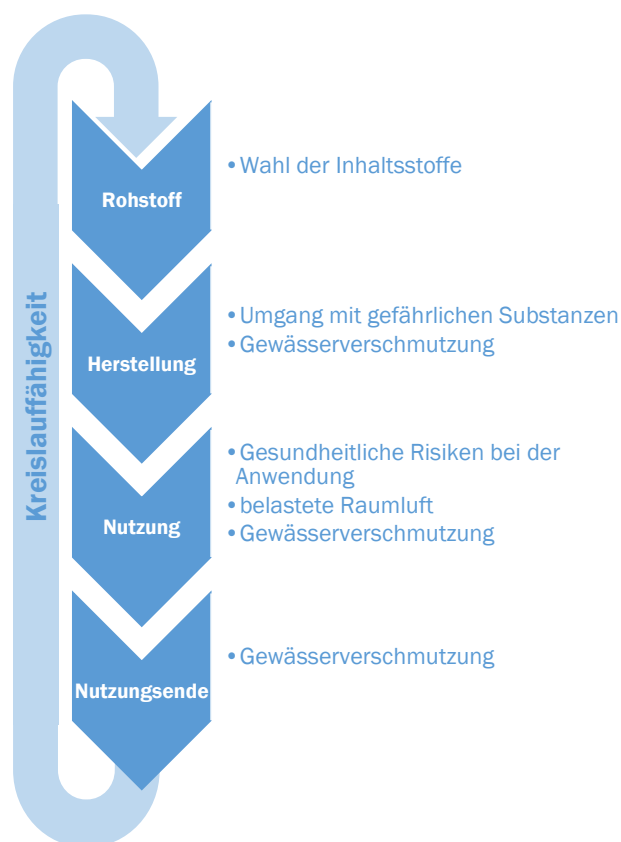 Kreislauffähigkeit
Rohstoff
•Wahl der Inhaltsstoffe
Herstellung
•Umgang mit gefährlichen Substanzen
•Gewässerverschmutzung
Nutzung
•Gesundheitliche Risiken bei der
Anwendung
•belastete Raumluft
•Gewässerverschmutzung
Nutzungsende
•Gewässerverschmutzung